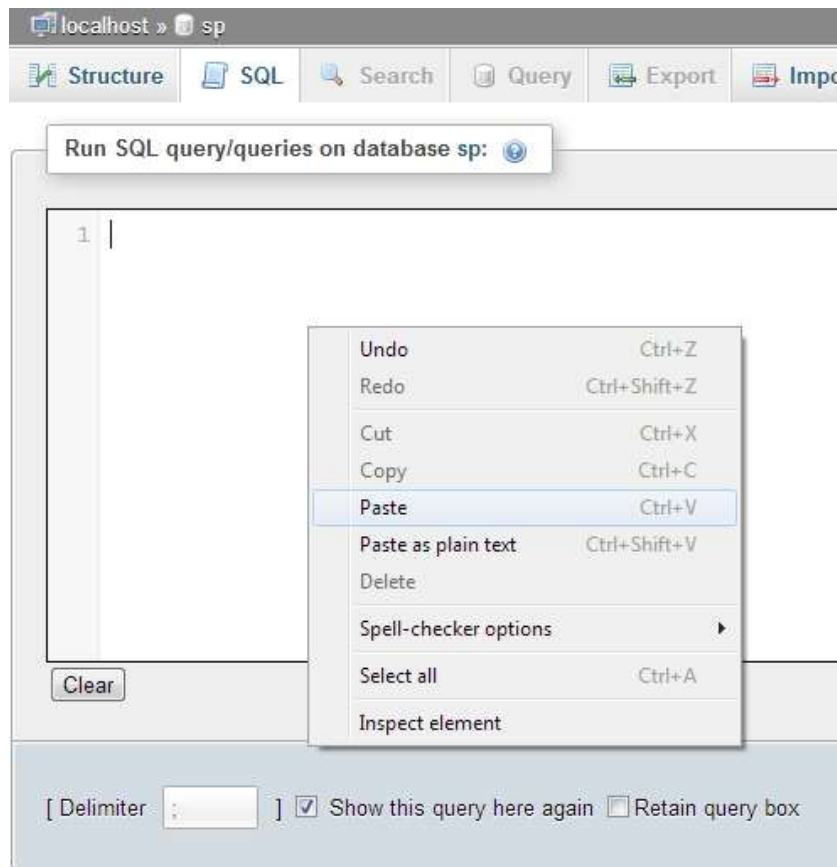 localhost » sp
Structure SQL Search Query Export Impo
Run SQL query/queries on database sp:
1
Undo Ctrl+Z
Redo Ctrl+Shift+Z
Cut Ctrl+X
Copy Ctrl+C
Paste Ctrl+V
Paste as plain text Ctrl+Shift+V
Delete
Spell-checker options
Select all Ctrl+A
Inspect element
Clear
[ Delimiter ; ] Show this query here again Retain query box